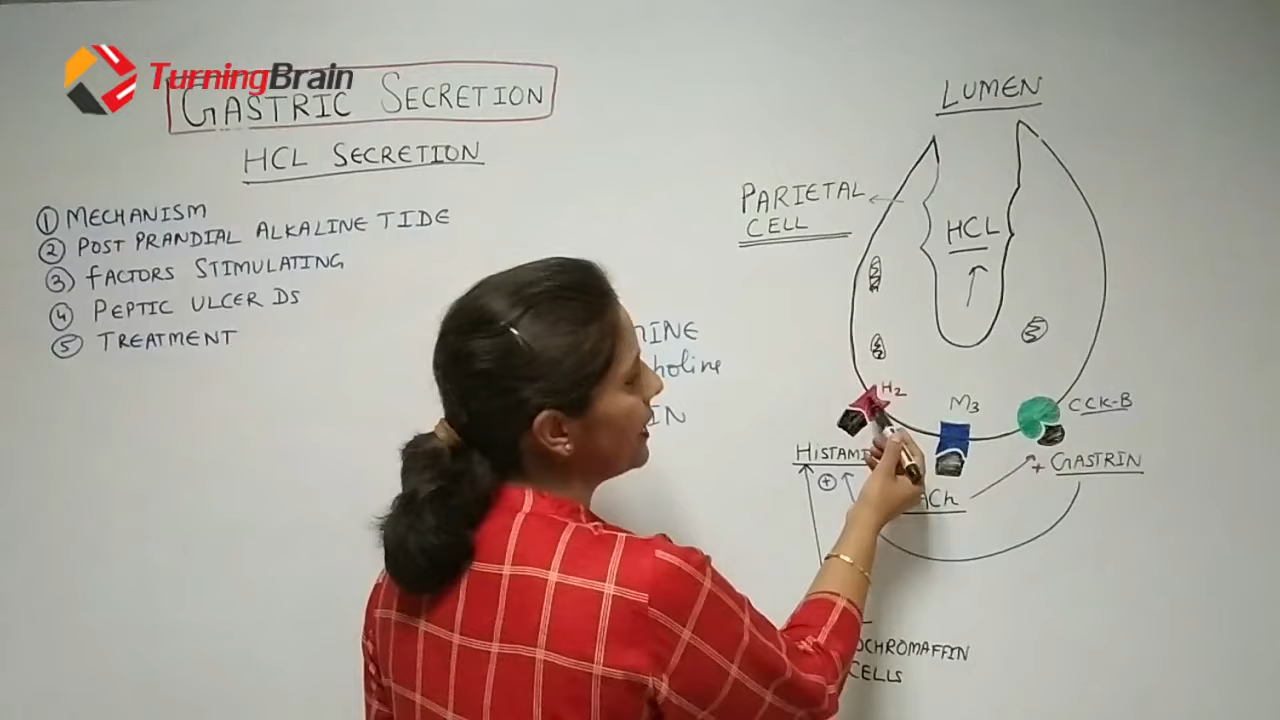 TurningBrain
GASTRIC SECRETION
HCL SECRETION
① MECHANISM
② POST PRANDIAL ALKALINE TIDE
③ FACTORS STIMULATING
④ PEPTIC ULCER DS
⑤ TREATMENT
LUMEN
PARIETAL
CELL
HCL
H2
M3
CCK-B
+ GASTRIN
ACh
+
CELLS